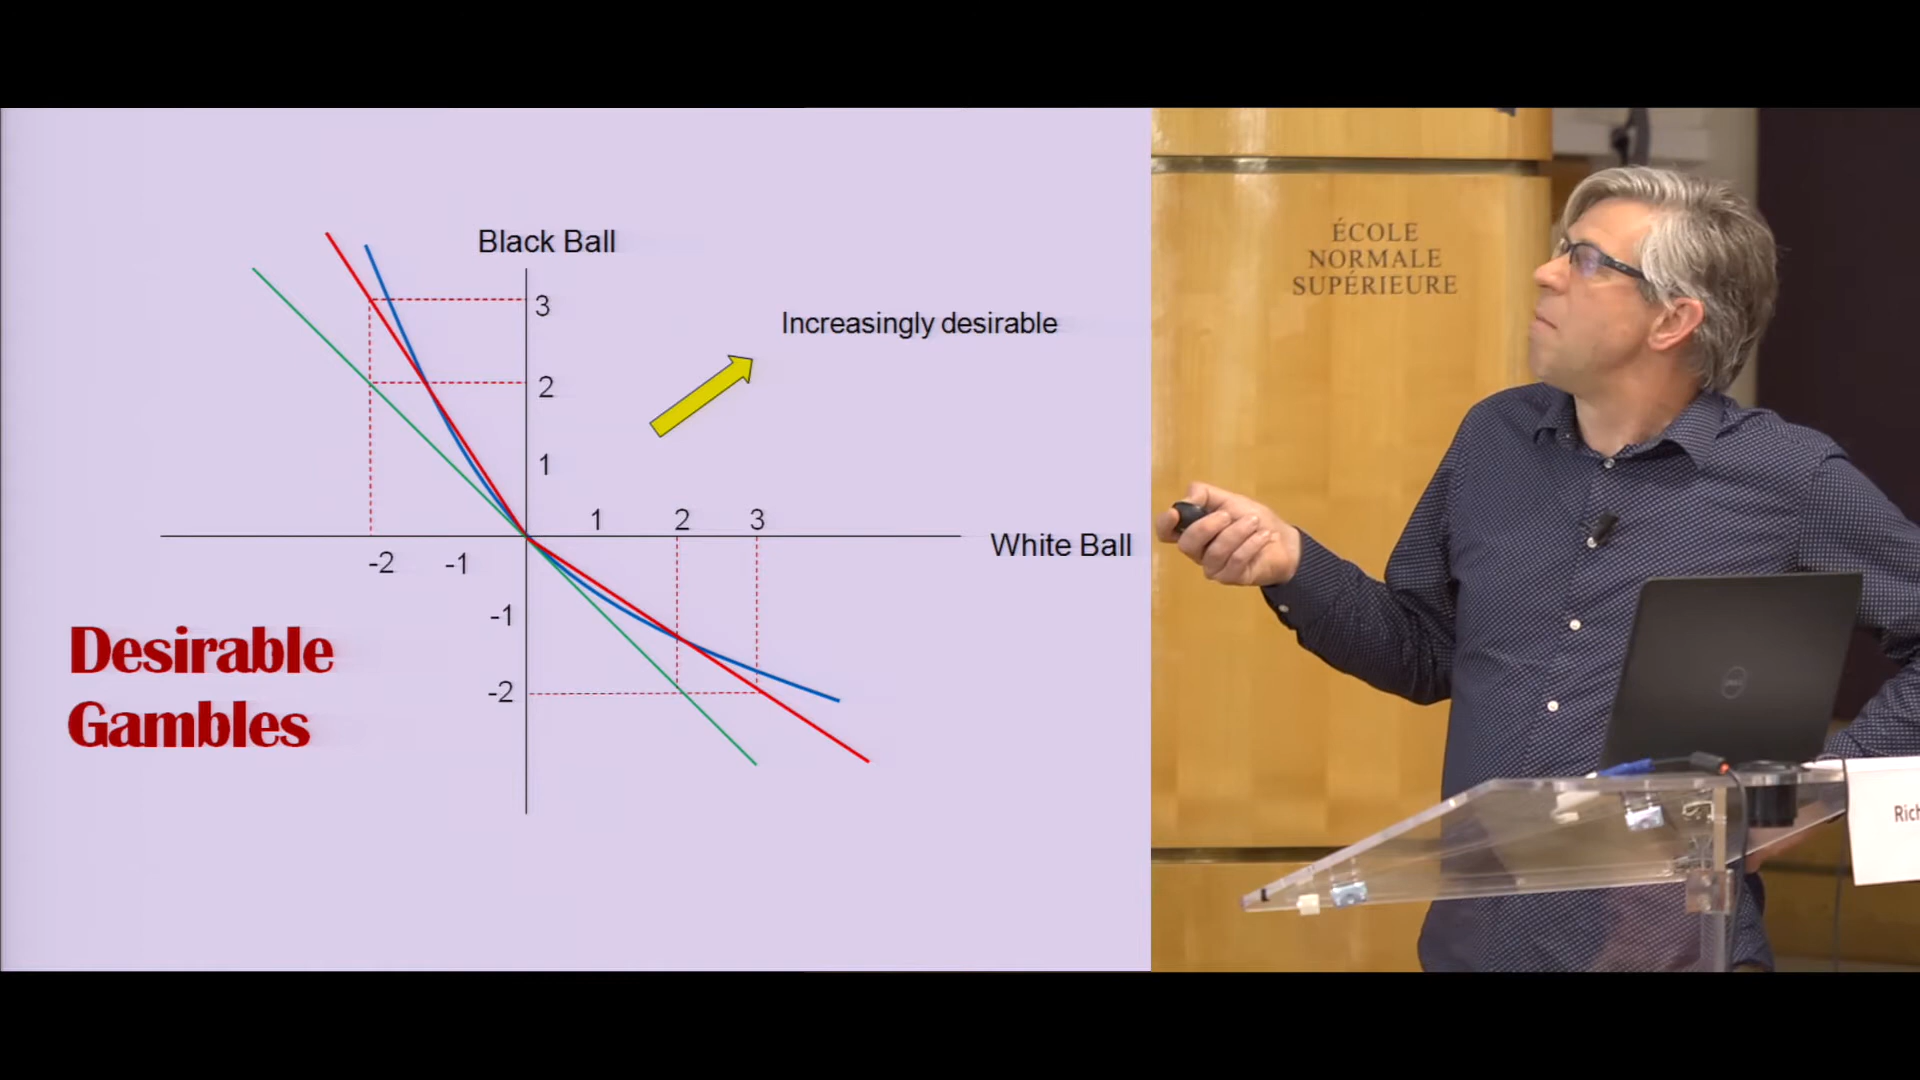 Black Ball
3
Increasingly desirable
2
1
1 2 3
White Ball
-2 -1
-1
-2
Desirable
Gambles
ÉCOLE
NORMALE
SUPÉRIEURE
DELL